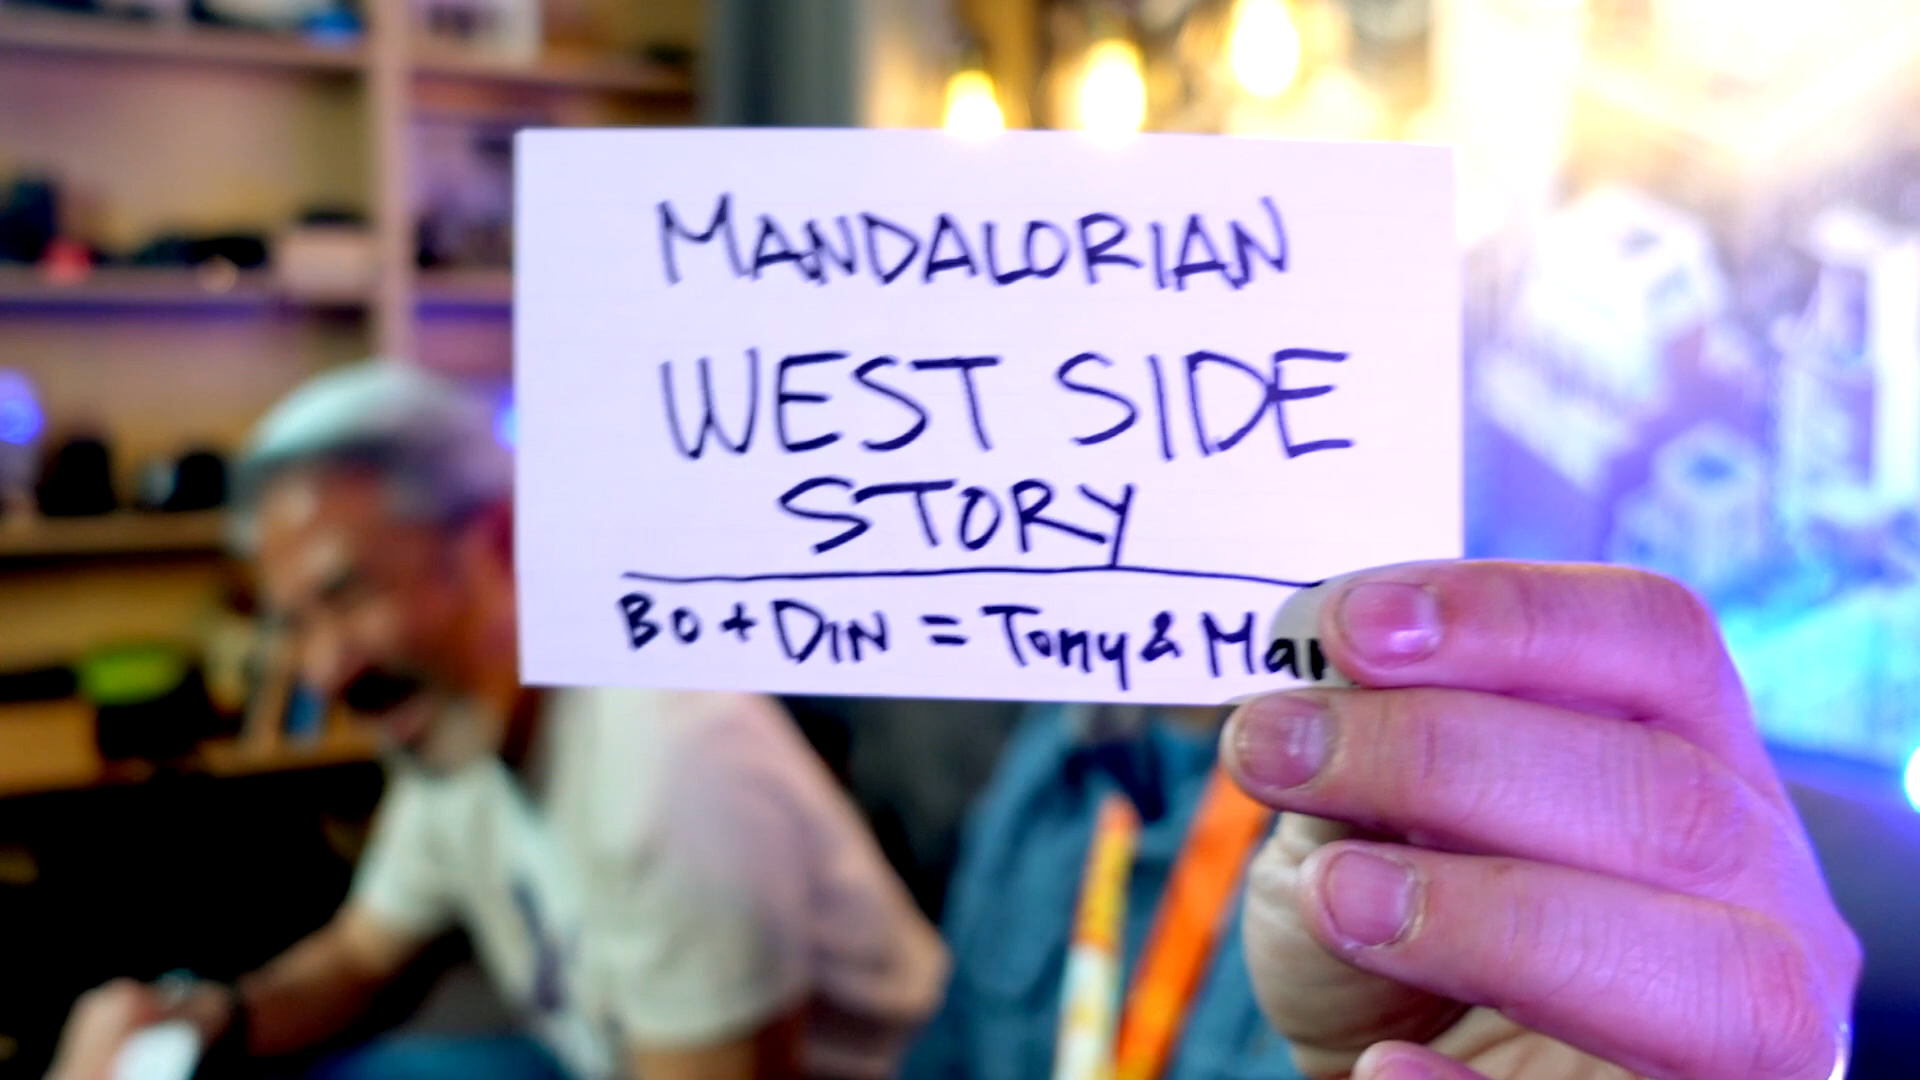 MANDALORIAN
WEST SIDE
STORY
BO + DIN = Tony &